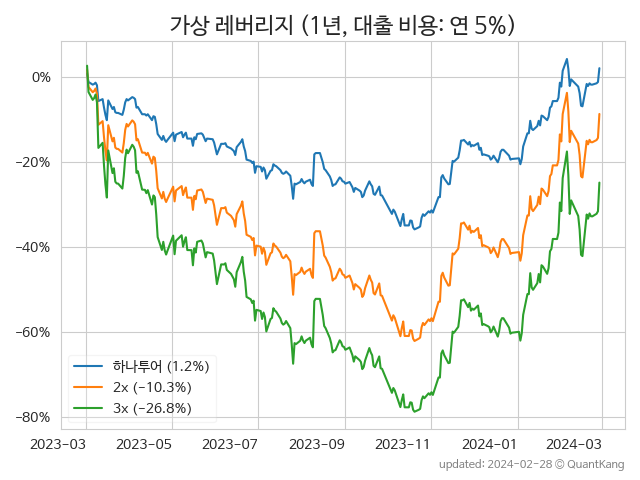 가상 레버리지 (1년, 대출 비용: 연 5%)
0%
−20%
−40%
−60%
−80%
하나투어 (1.2%)
2x (−10.3%)
3x (−26.8%)
2023-03
2023-05
2023-07
2023-09
2023-11
2024-01
2024-03
updated: 2024-02-28 © QuantKang